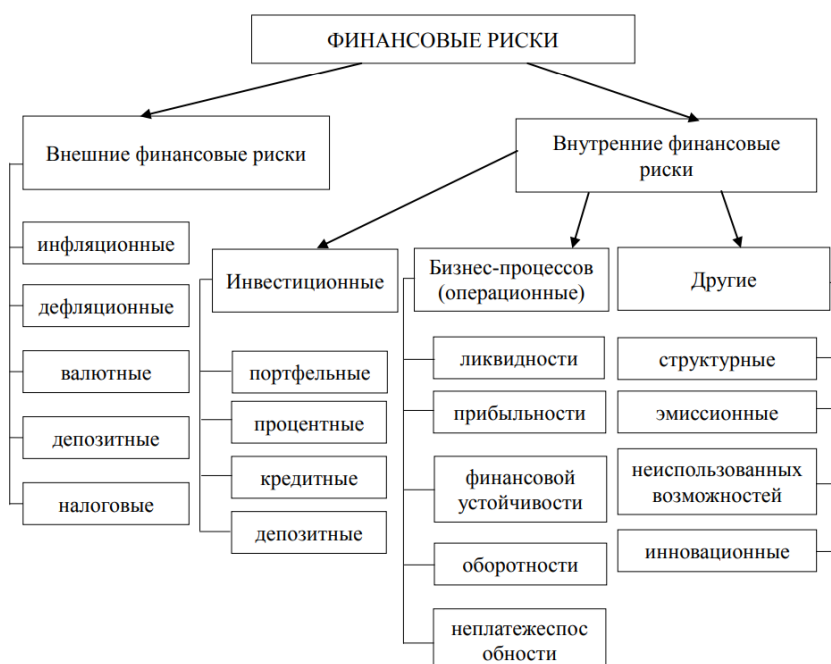 ФИНАНСОВЫЕ РИСКИ
Внешние финансовые риски
инфляционные
дефляционные
валютные
депозитные
налоговые
Внутренние финансовые
риски
Инвестиционные
портфельные
процентные
кредитные
депозитные
Бизнес-процессов
(операционные)
ликвидности
прибыльности
финансовой
устойчивости
оборотности
неплатежеспос
обности
Другие
структурные
эмиссионные
неиспользованных
возможностей
инновационные